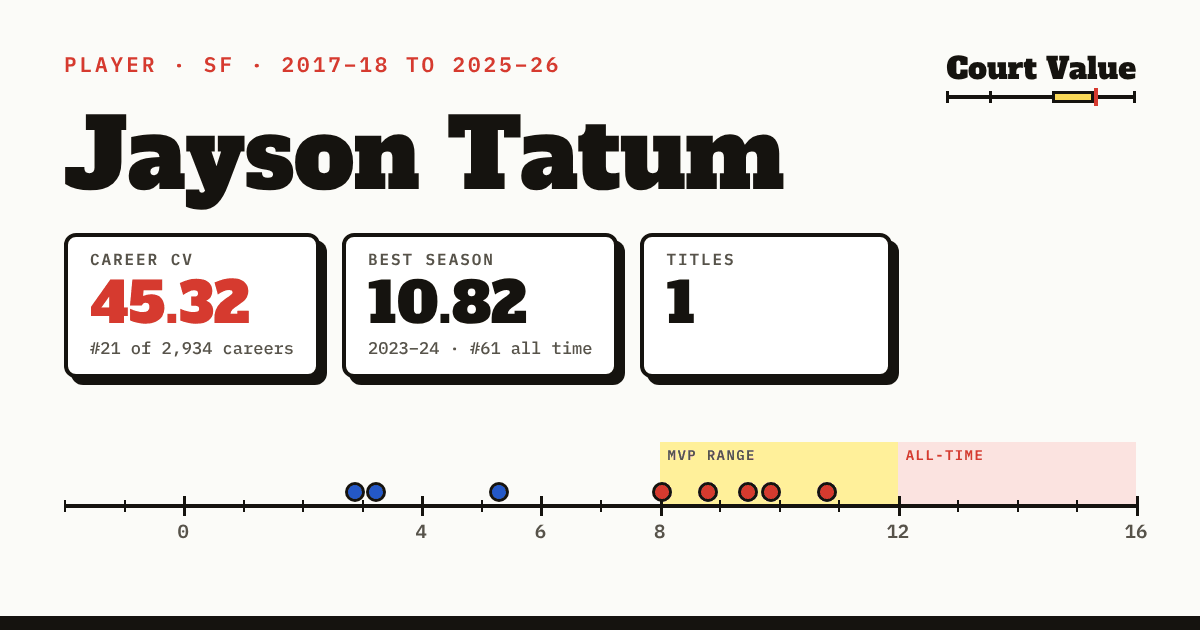 PLAYER · SF · 2017–18 TO 2025–26
Court Value
Jayson Tatum
CAREER CV
45.32
#21 of 2,934 careers
BEST SEASON
10.82
2023–24 · #61 all time
TITLES
1
MVP RANGE
ALL-TIME
0 4 6 8 12 16